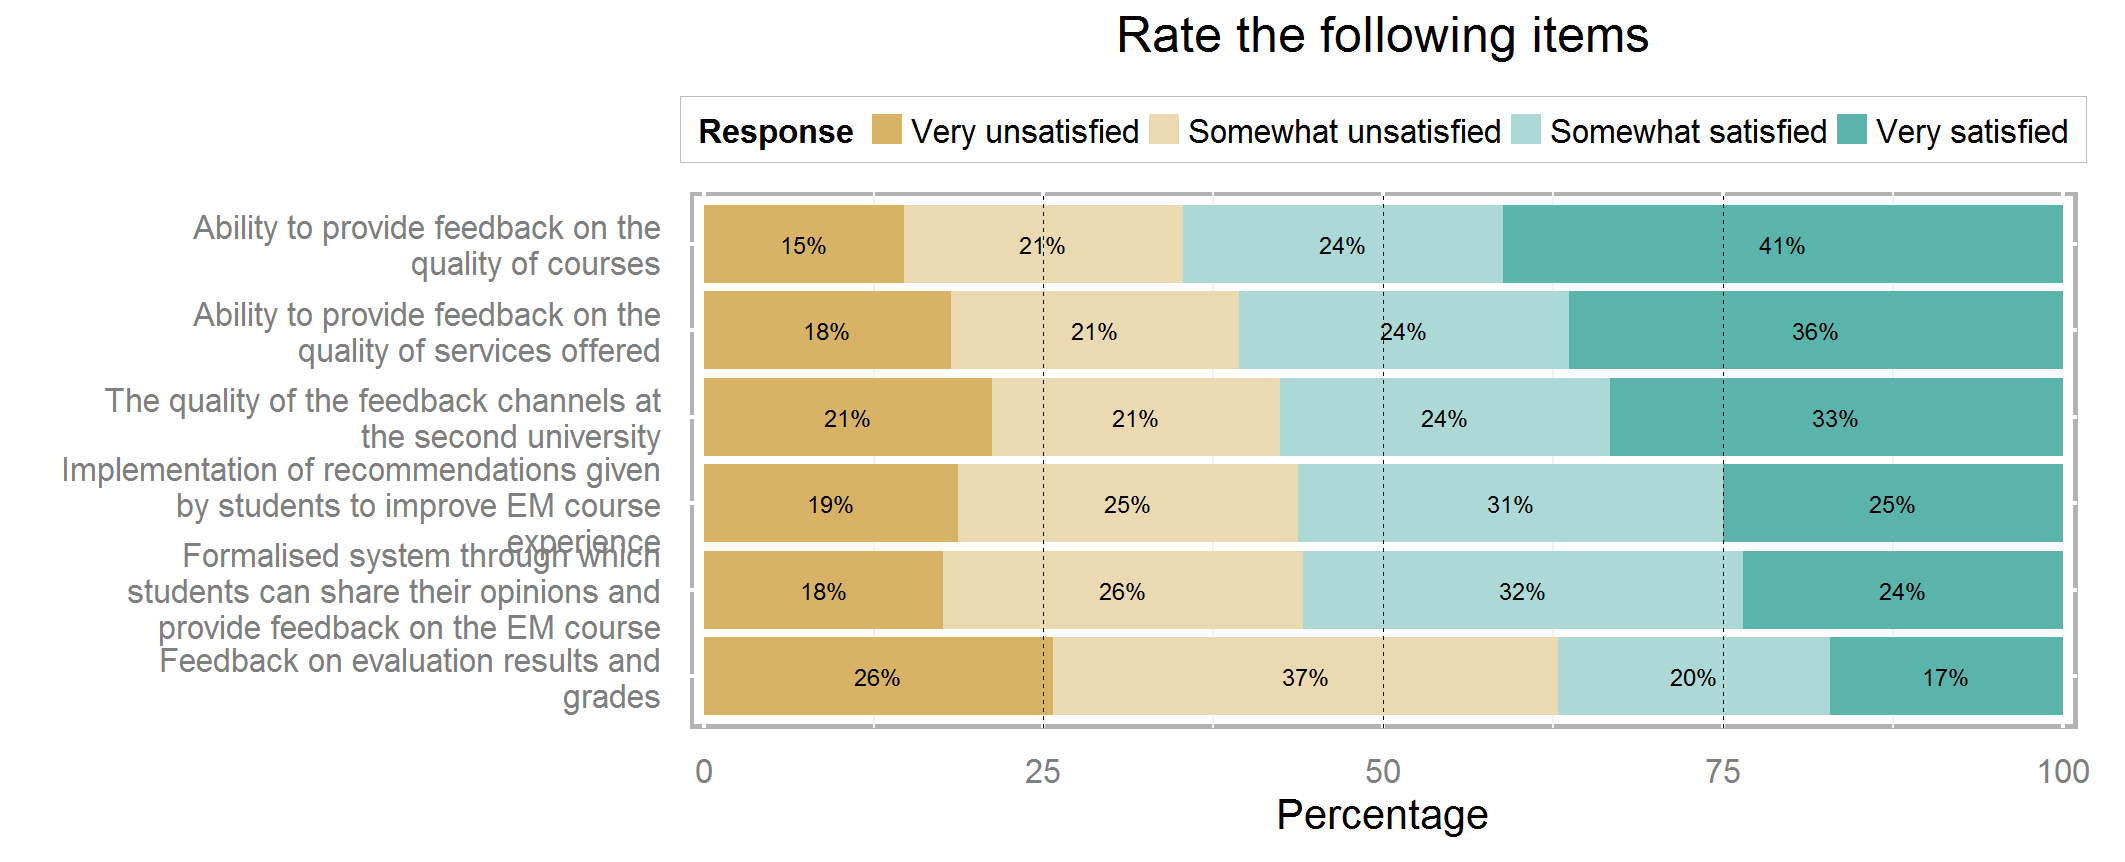 Rate the following items
Response Very unsatisfied Somewhat unsatisfied Somewhat satisfied Very satisfied
Ability to provide feedback on the
quality of courses
15% 21% 24% 41%
Ability to provide feedback on the
quality of services offered
18% 21% 24% 36%
The quality of the feedback channels at
the second university
21% 21% 24% 33%
Implementation of recommendations given
by students to improve EM course
experience
19% 25% 31% 25%
Formalised system through which
students can share their opinions and
provide feedback on the EM course
18% 26% 32% 24%
Feedback on evaluation results and
grades
26% 37% 20% 17%
0 25 50 75 100
Percentage